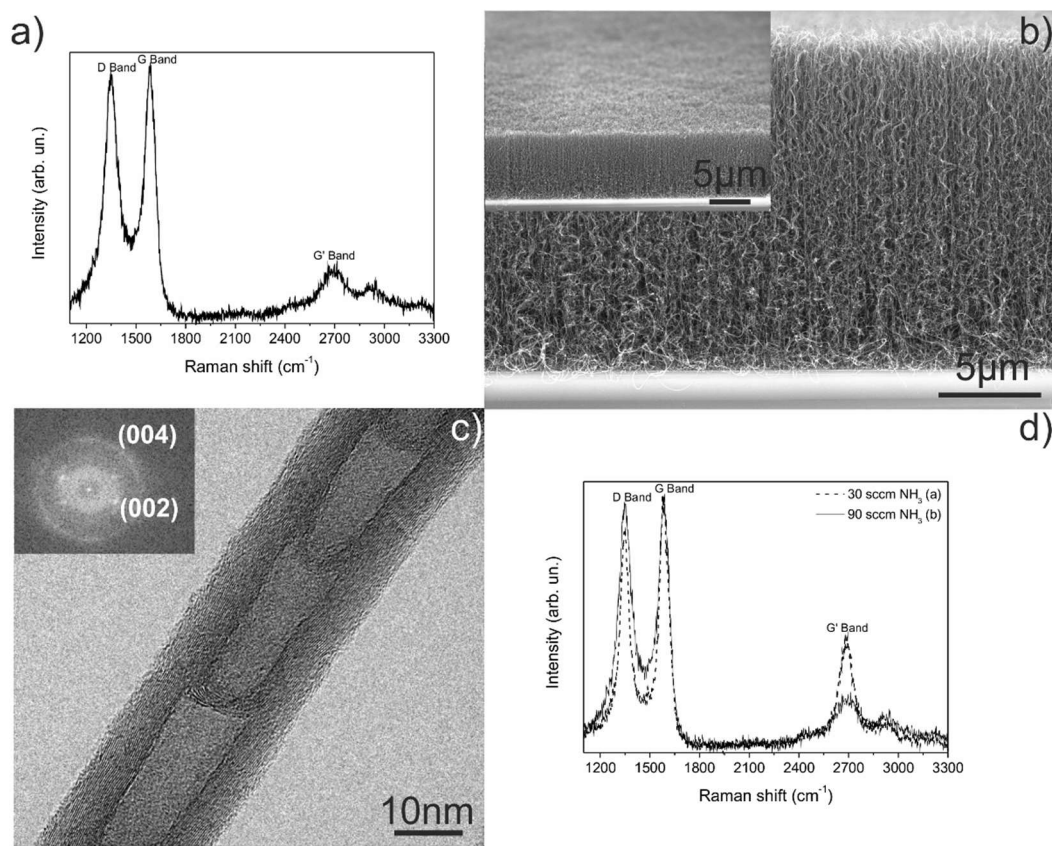 a)
D Band
G Band
G' Band
Intensity (arb. un.)
1200 1500 1800 2100 2400 2700 3000 3300
Raman shift (cm⁻¹)
b)
5μm
5μm
c)
(004)
(002)
10nm
d)
D Band
G Band
G' Band
30 sccm NH₃ (a)
90 sccm NH₃ (b)
Intensity (arb. un.)
1200 1500 1800 2100 2400 2700 3000 3300
Raman shift (cm⁻¹)